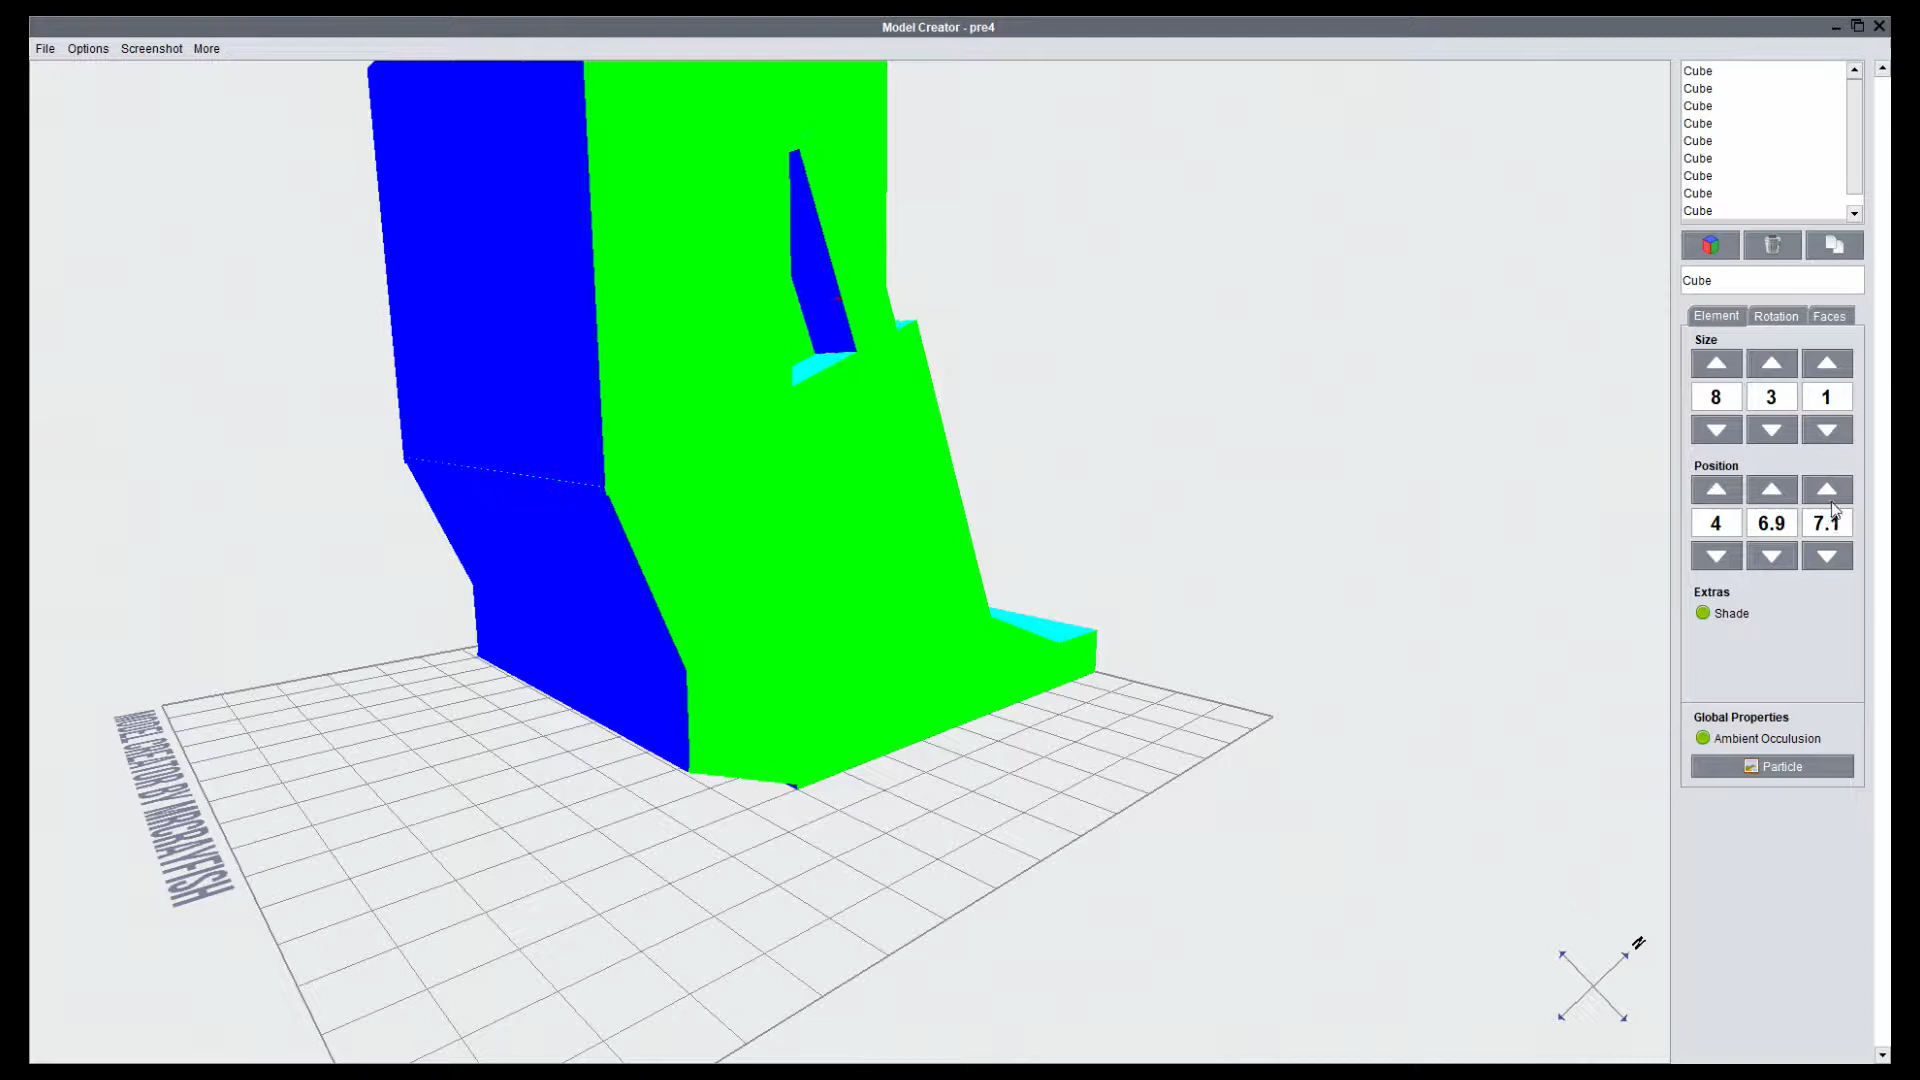 Model Creator - pre4
File Options Screenshot More
Cube
Cube
Cube
Cube
Cube
Cube
Cube
Cube
Cube
Cube
Element Rotation Faces
Size
8 3 1
Position
4 6.9 7.1
Extras
Shade
Global Properties
Ambient Occulusion
Particle
MODEL CREATOR BY MRCRAYFISH
N